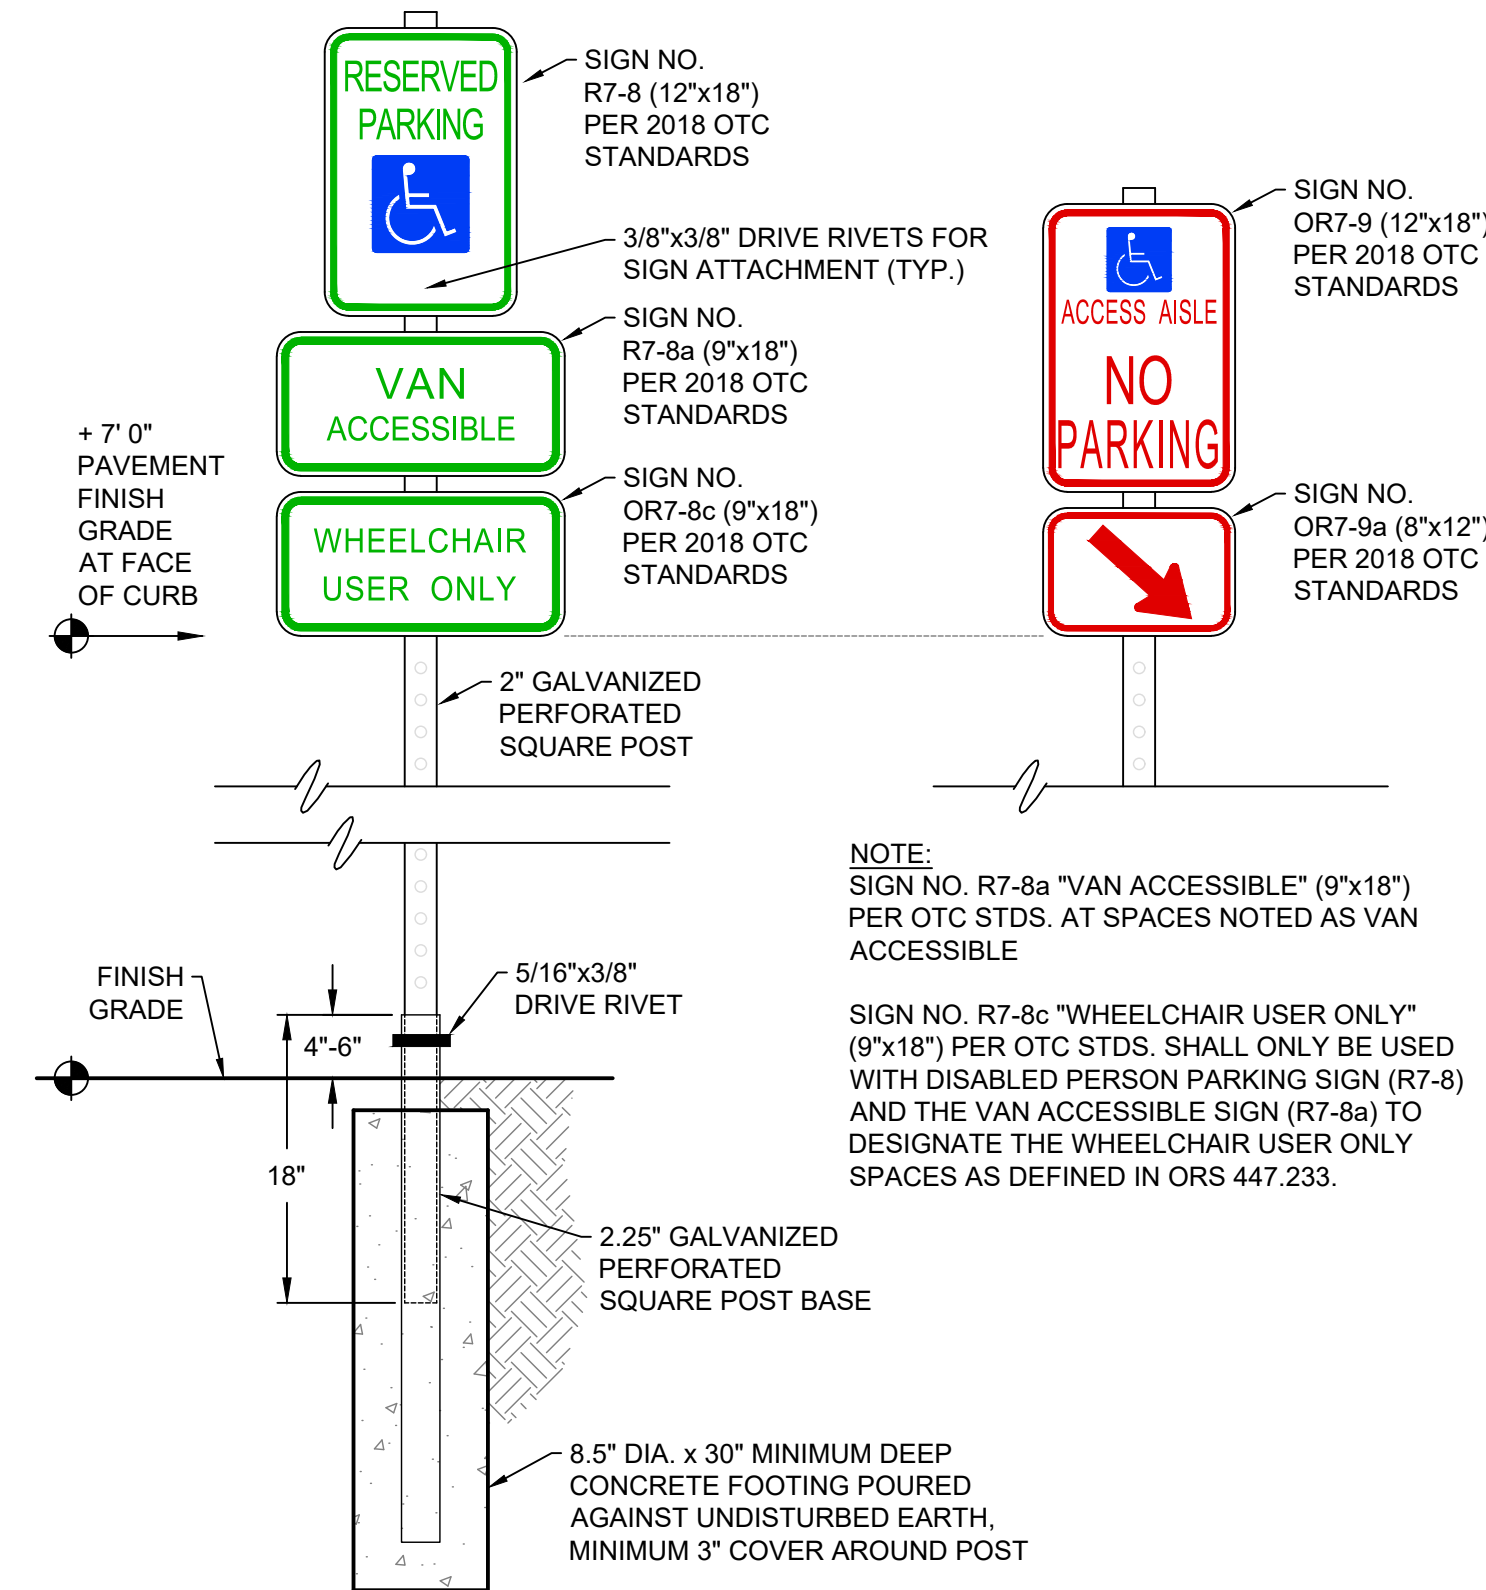 RESERVED
PARKING
SIGN NO.
R7-8 (12"x18")
PER 2018 OTC
STANDARDS
3/8"x3/8" DRIVE RIVETS FOR
SIGN ATTACHMENT (TYP.)
VAN
ACCESSIBLE
SIGN NO.
R7-8a (9"x18")
PER 2018 OTC
STANDARDS
WHEELCHAIR
USER ONLY
SIGN NO.
OR7-8c (9"x18")
PER 2018 OTC
STANDARDS
+ 7' 0"
PAVEMENT
FINISH
GRADE
AT FACE
OF CURB
2" GALVANIZED
PERFORATED
SQUARE POST
ACCESS AISLE
NO
PARKING
SIGN NO.
OR7-9 (12"x18")
PER 2018 OTC
STANDARDS
SIGN NO.
OR7-9a (8"x12")
PER 2018 OTC
STANDARDS
FINISH
GRADE
4"-6"
18"
5/16"x3/8"
DRIVE RIVET
2.25" GALVANIZED
PERFORATED
SQUARE POST BASE
8.5" DIA. x 30" MINIMUM DEEP
CONCRETE FOOTING POURED
AGAINST UNDISTURBED EARTH,
MINIMUM 3" COVER AROUND POST
NOTE:
SIGN NO. R7-8a "VAN ACCESSIBLE" (9"x18")
PER OTC STDS. AT SPACES NOTED AS VAN
ACCESSIBLE
SIGN NO. R7-8c "WHEELCHAIR USER ONLY"
(9"x18") PER OTC STDS. SHALL ONLY BE USED
WITH DISABLED PERSON PARKING SIGN (R7-8)
AND THE VAN ACCESSIBLE SIGN (R7-8a) TO
DESIGNATE THE WHEELCHAIR USER ONLY
SPACES AS DEFINED IN ORS 447.233.